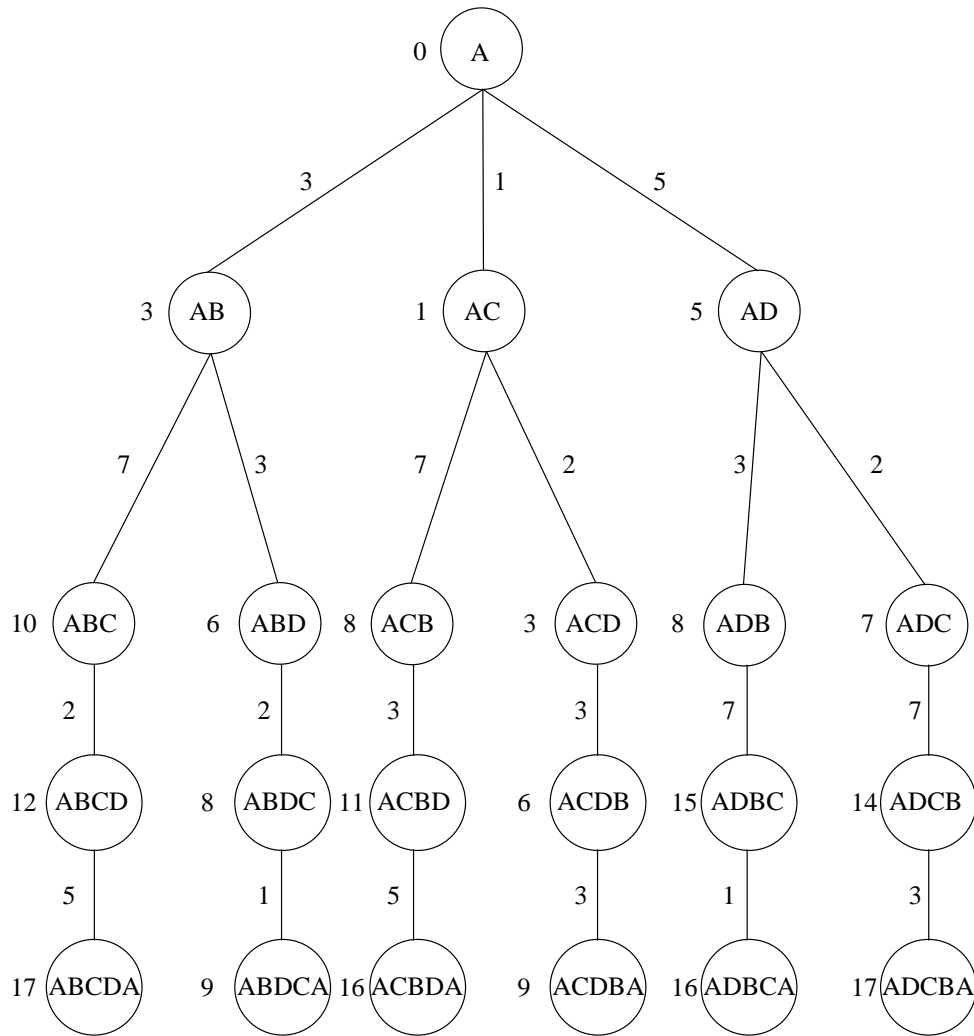 0 A
3 1 5
3 AB 1 AC 5 AD
7 3 7 2 3 2
10 ABC 6 ABD 8 ACB 3 ACD 8 ADB 7 ADC
2 2 3 3 7 7
12 ABCD 8 ABDC 11 ACBD 6 ACDB 15 ADBC 14 ADCB
5 1 5 3 1 3
17 ABCDA 9 ABDCA 16 ACBDA 9 ACDBA 16 ADBCA 17 ADCBA